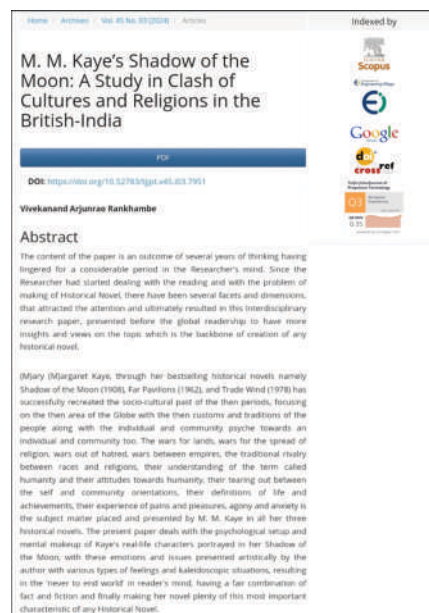 Home / Archives / Vol. 45 No. 03 (2024) / Articles
M. M. Kaye's Shadow of the
Moon: A Study in Clash of
Cultures and Religions in the
British-India
PDF
DOI: https://doi.org/10.52783/tjjpt.v45.i03.7951
Vivekanand Arjunrao Rankhambe
Abstract
The content of the paper is an outcome of several years of thinking having
lingered for a considerable period in the Researcher's mind. Since the
Researcher had started dealing with the reading and with the problem of
making of Historical Novel, there have been several facets and dimensions,
that attracted the attention and ultimately resulted in this Interdisciplinary
research paper, presented before the global readership to have more
insights and views on the topic which is the backbone of creation of any
historical novel.
(M)ary (M)argaret Kaye, through her bestselling historical novels namely
Shadow of the Moon (1908), Far Pavilions (1962), and Trade Wind (1978) has
successfully recreated the socio-cultural past of the then periods, focusing
on the then area of the Globe with the then customs and traditions of the
people along with the individual and community psyche towards an
individual and community too. The wars for lands, wars for the spread of
religion, wars out of hatred, wars between empires, the traditional rivalry
between races and religions, their understanding of the term called
humanity and their attitudes towards humanity, their tearing out between
the self and community orientations, their definitions of life and
achievements, their experience of pains and pleasures, agony and anxiety is
the subject matter placed and presented by M. M. Kaye in all her three
historical novels. The present paper deals with the psychological setup and
mental makeup of Kaye's real-life characters portrayed in her Shadow of
the Moon, with these emotions and issues presented artistically by the
author with various types of feelings and kaleidoscopic situations, resulting
in the 'never to end world' in reader's mind, having a fair combination of
fact and fiction and finally making her novel plenty of this most important
characteristic of any Historical Novel.
Indexed by
Scopus
Google
doi
cross ref
Q3
0.35